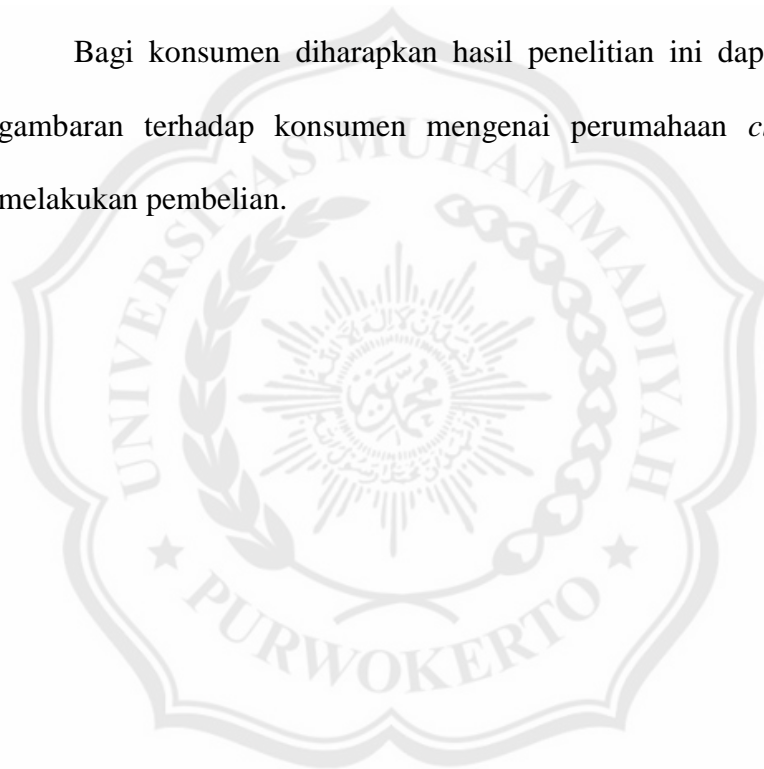 Bagi konsumen diharapkan hasil penelitian ini dap
gambaran terhadap konsumen mengenai perumahaan c
melakukan pembelian.
UNIVERSITAS MUHAMMADIYAH
PURWOKERTO